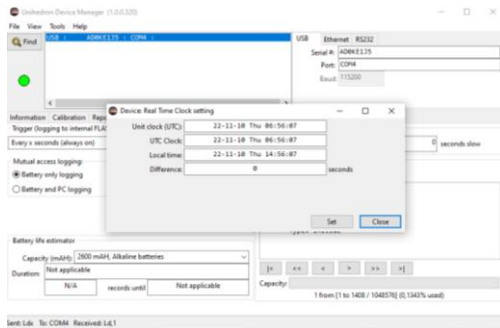 Unihedron Device Manager (1.0.0.320)
File View Tools Help
Find
USB : AD0KE135 : COM4 :
USB Ethernet RS232
Serial #: AD0KE135
Port: COM4
Baud: 115200
Information Calibration
Device: Real Time Clock setting
Trigger (logging to internal
Every x seconds (always on)
Unit clock (UTC): 22-11-10 Thu 06:56:07
UTC Clock: 22-11-10 Thu 06:56:07
Local time: 22-11-10 Thu 14:56:07
Difference: 0 seconds
0 seconds slow
Mutual access logging:
Battery only logging
Battery and PC logging
Set Close
Battery life estimator
Capacity (mAH): 2600 mAH, Alkaline batteries
Duration: Not applicable
N/A records until Not applicable
|< << < > >> >|
Capacity:
1 from [1 to 1408 / 1048576] (0,1343% used)
Sent: Ldx To: COM4 Received: Ld,1